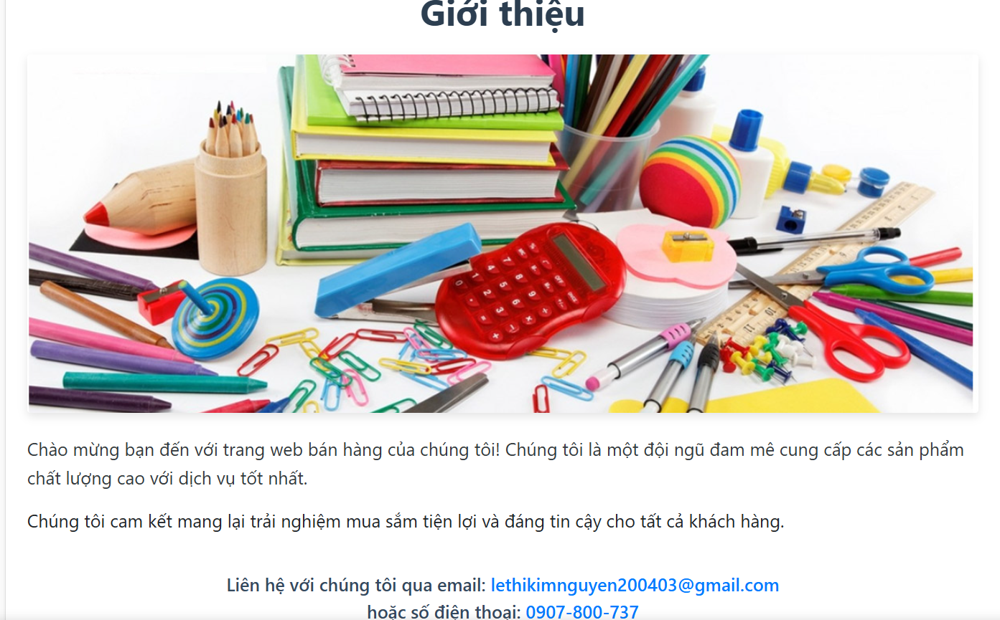 Giới thiệu
Chào mừng bạn đến với trang web bán hàng của chúng tôi! Chúng tôi là một đội ngũ đam mê cung cấp các sản phẩm
chất lượng cao với dịch vụ tốt nhất.
Chúng tôi cam kết mang lại trải nghiệm mua sắm tiện lợi và đáng tin cậy cho tất cả khách hàng.
Liên hệ với chúng tôi qua email: lethikimnguyen200403@gmail.com
hoặc số điện thoại: 0907-800-737